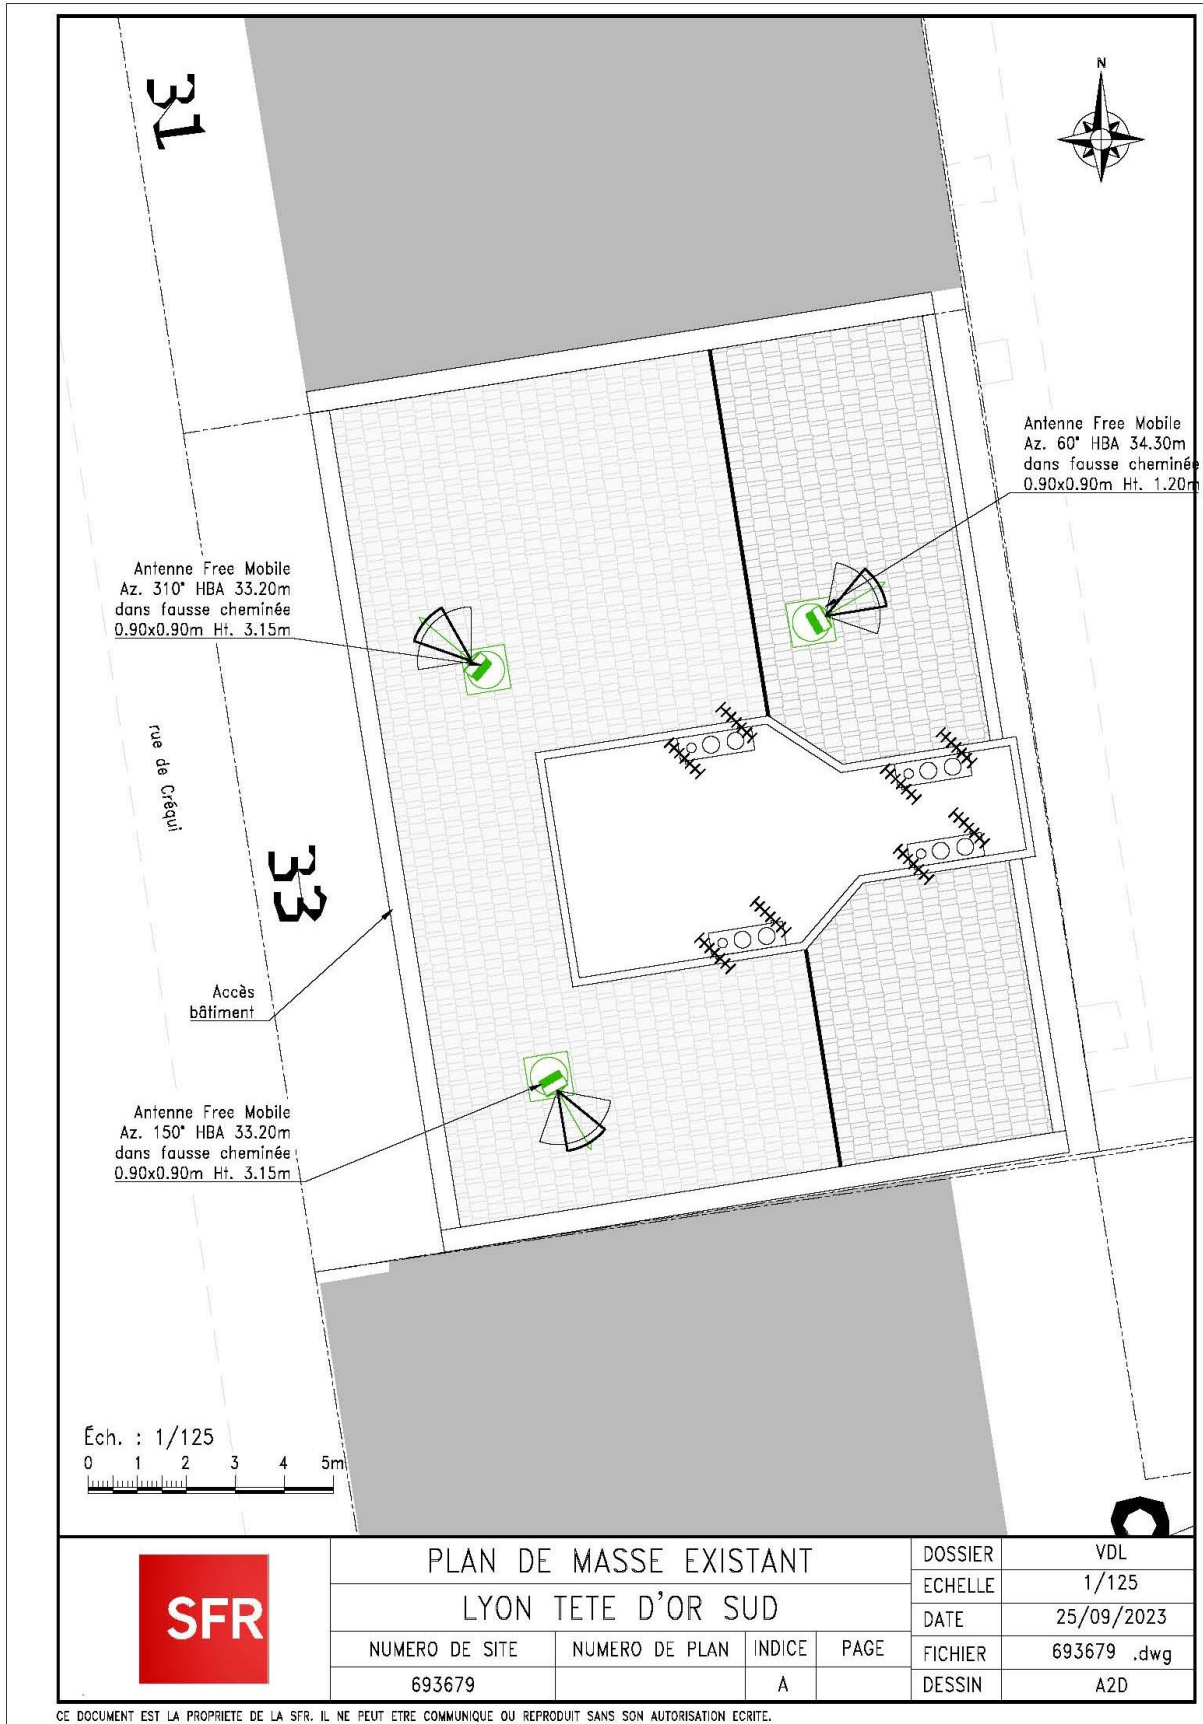 31
N
Antenne Free Mobile
Az. 60° HBA 34.30m
dans fausse cheminée
0.90x0.90m Ht. 1.20m
Antenne Free Mobile
Az. 310° HBA 33.20m
dans fausse cheminée
0.90x0.90m Ht. 3.15m
rue de Créqui
33
Accès
bâtiment
Antenne Free Mobile
Az. 150° HBA 33.20m
dans fausse cheminée
0.90x0.90m Ht. 3.15m
Éch. : 1/125
0 1 2 3 4 5m
SFR
PLAN DE MASSE EXISTANT
LYON TETE D'OR SUD
NUMERO DE SITE NUMERO DE PLAN INDICE PAGE
693679 A
DOSSIER VDL
ECHELLE 1/125
DATE 25/09/2023
FICHIER 693679 .dwg
DESSIN A2D
CE DOCUMENT EST LA PROPRIETE DE LA SFR. IL NE PEUT ETRE COMMUNIQUE OU REPRODUIT SANS SON AUTORISATION ECRITE.